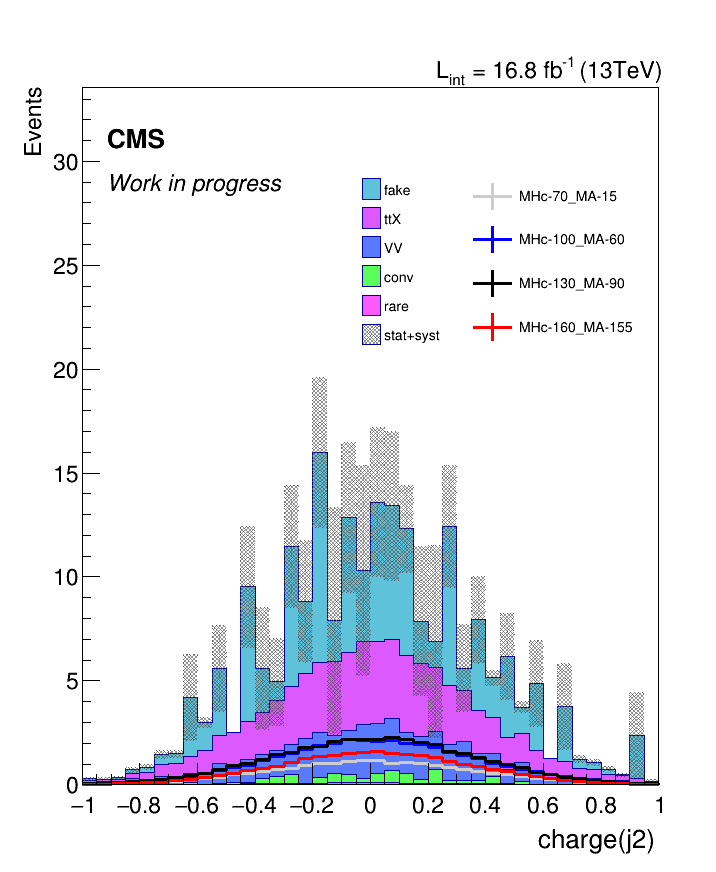 L_int = 16.8 fb^-1 (13TeV)
Events
CMS
Work in progress
fake
ttX
VV
conv
rare
stat+syst
MHc-70_MA-15
MHc-100_MA-60
MHc-130_MA-90
MHc-160_MA-155
30
25
20
15
10
5
0
−1 −0.8 −0.6 −0.4 −0.2 0 0.2 0.4 0.6 0.8 1
charge(j2)